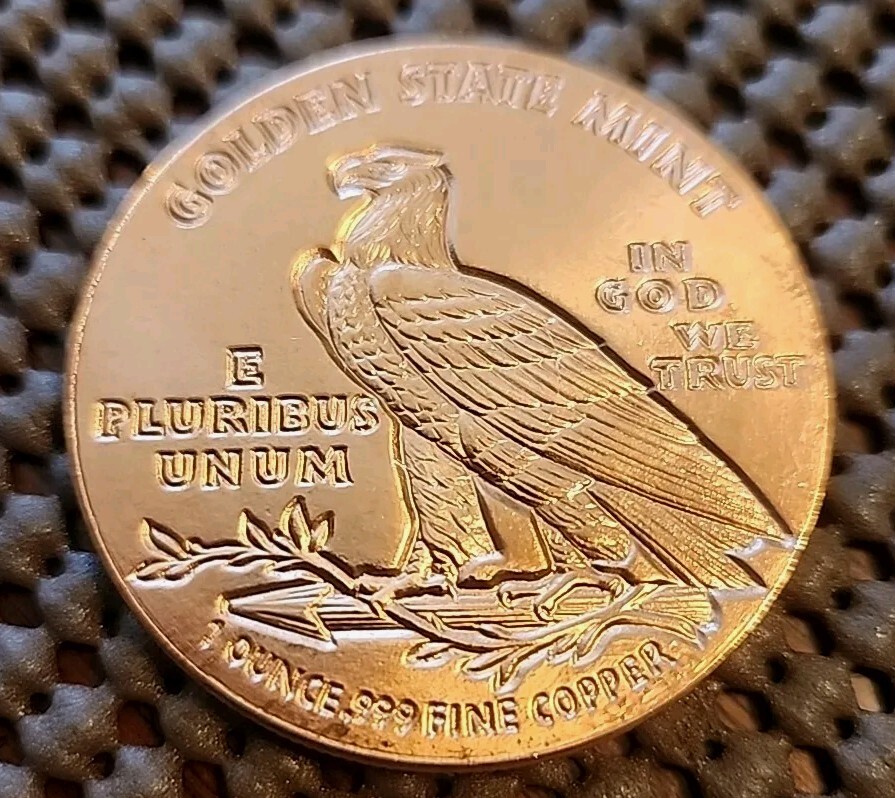 GOLDEN STATE MINT
IN
GOD
WE
TRUST
E
PLURIBUS
UNUM
1 OUNCE .999 FINE COPPER